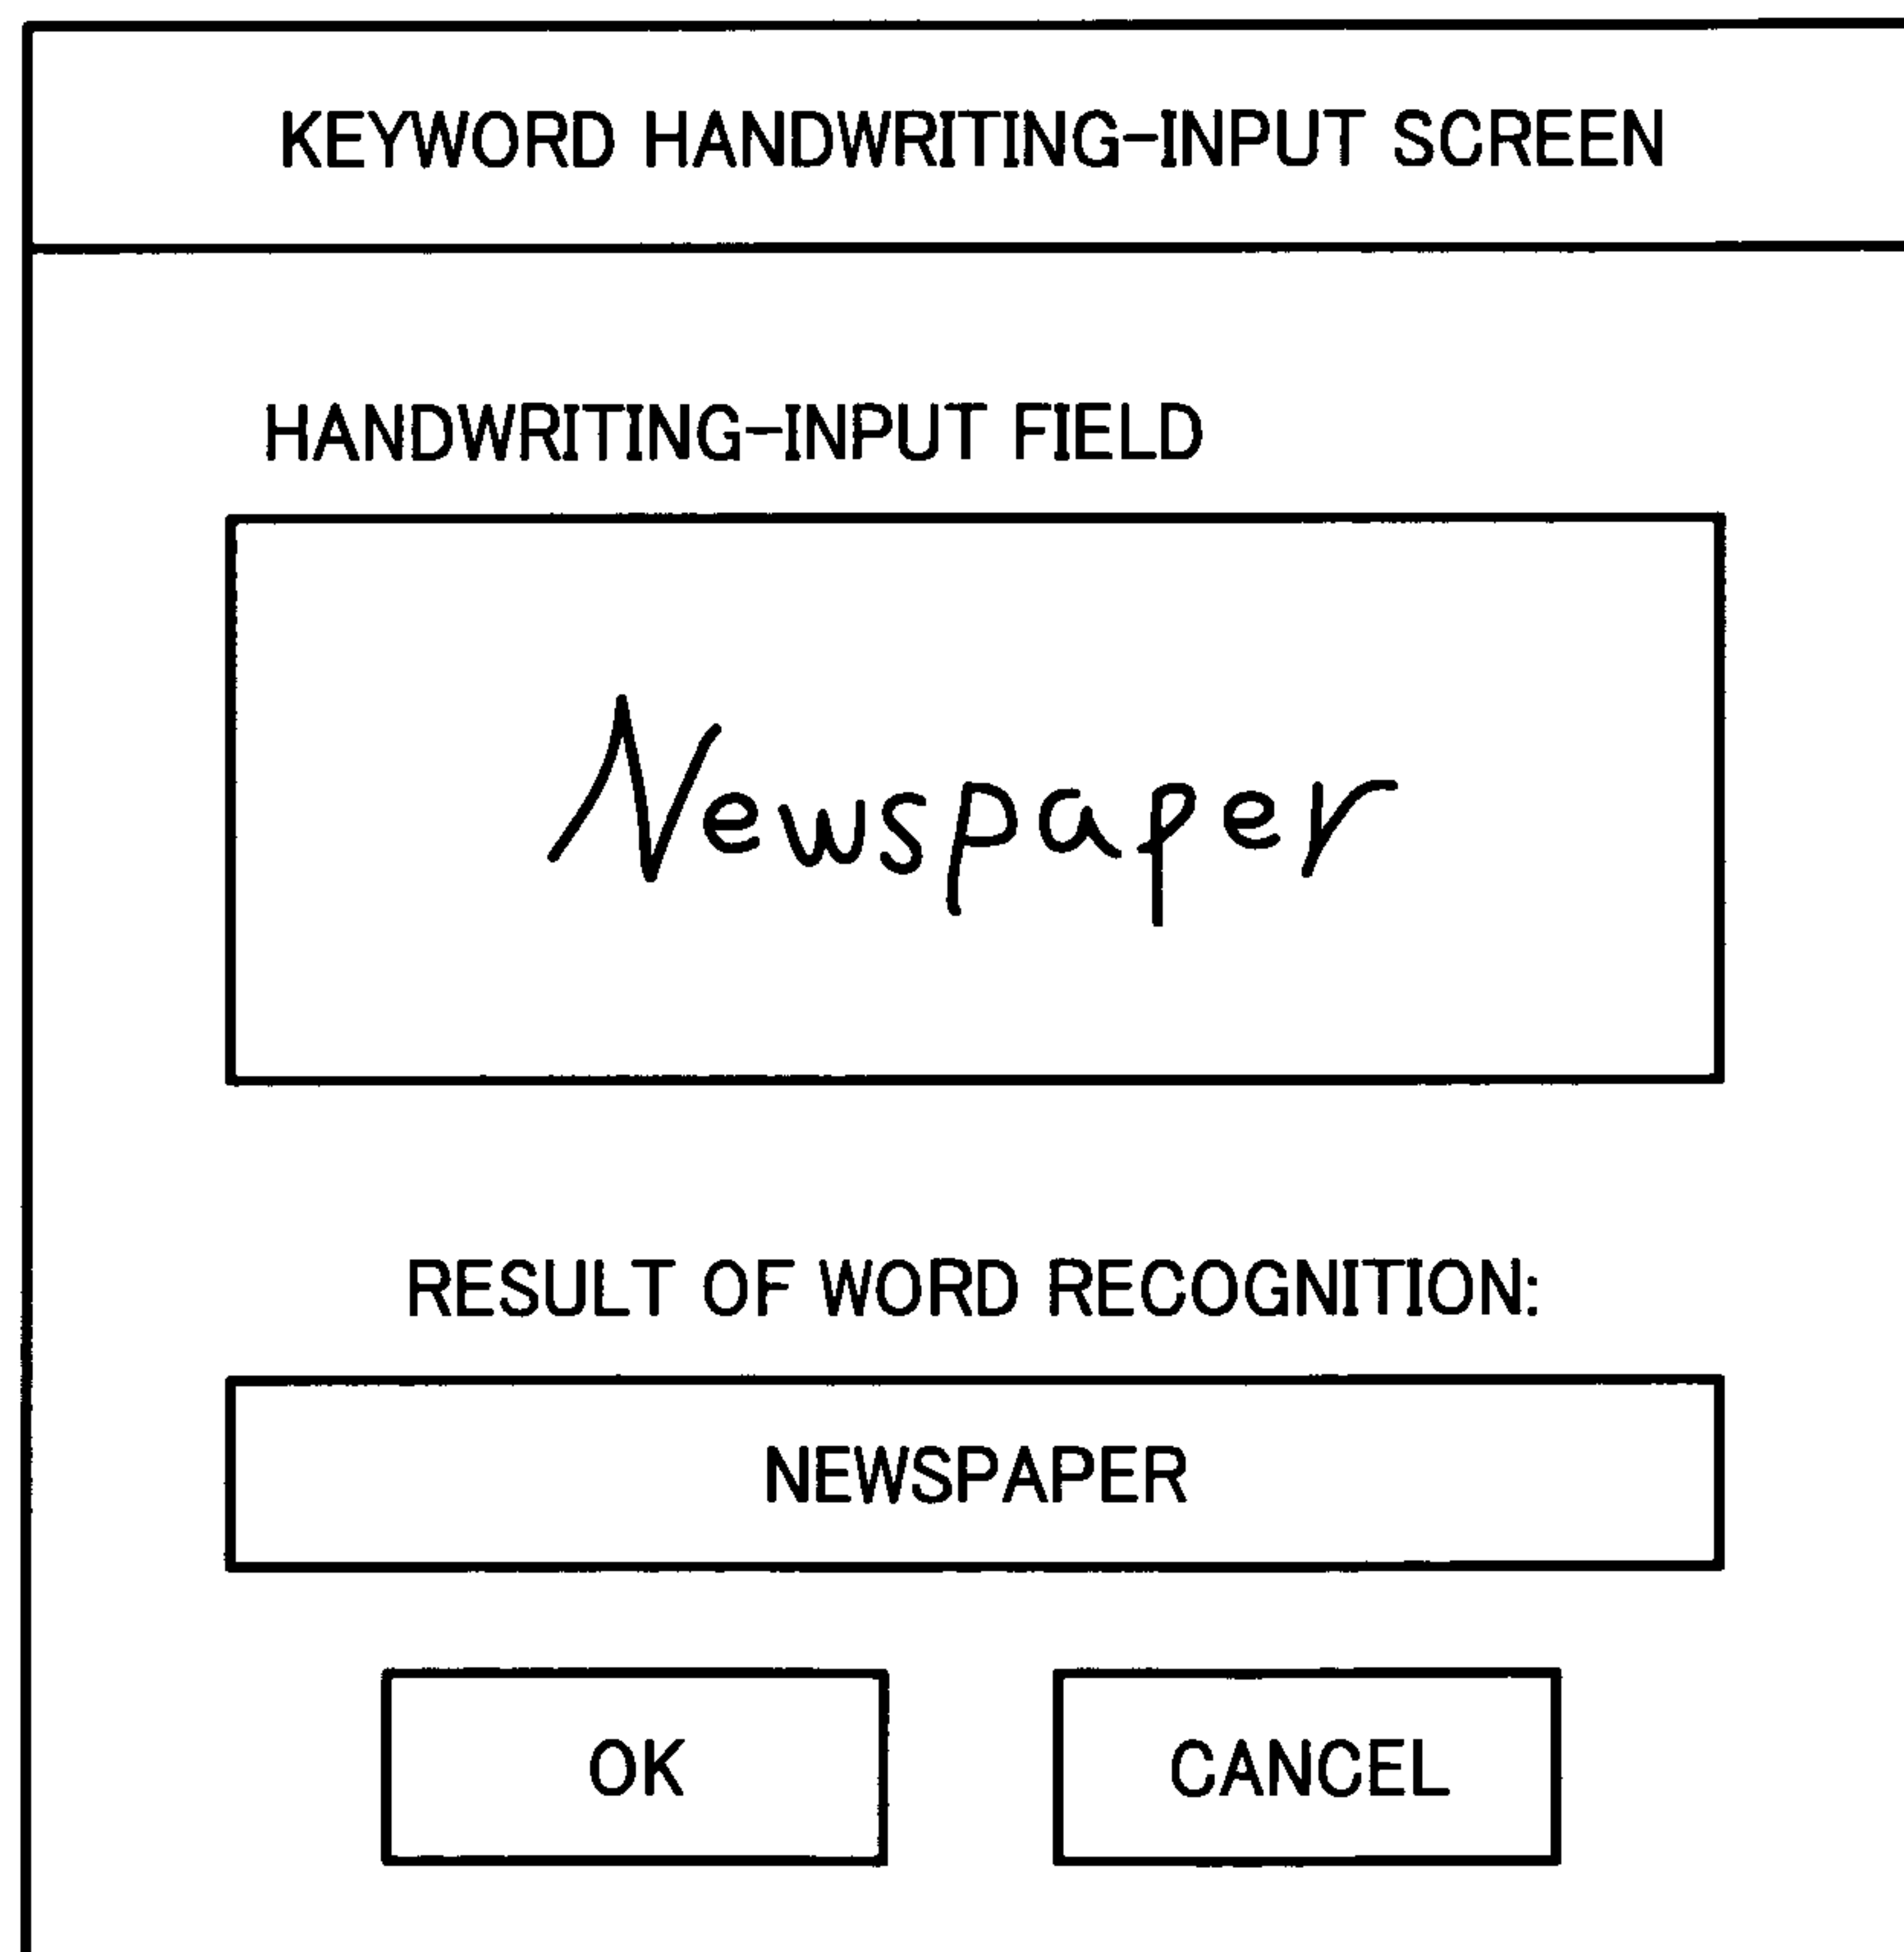 KEYWORD HANDWRITING-INPUT SCREEN
HANDWRITING-INPUT FIELD
Newspaper
RESULT OF WORD RECOGNITION:
NEWSPAPER
OK CANCEL